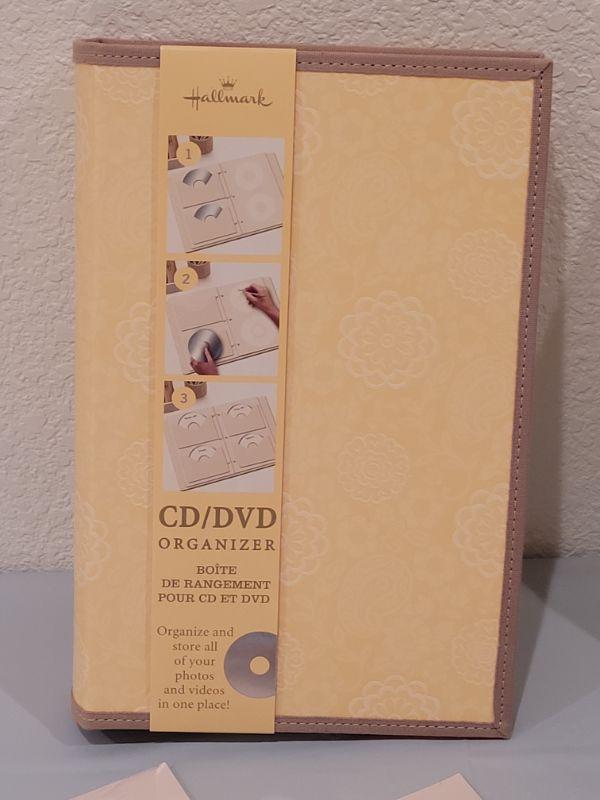 Hallmark
1
2
3
CD/DVD
ORGANIZER
BOÎTE
DE RANGEMENT
POUR CD ET DVD
Organize and
store all
of your
photos
and videos
in one place!